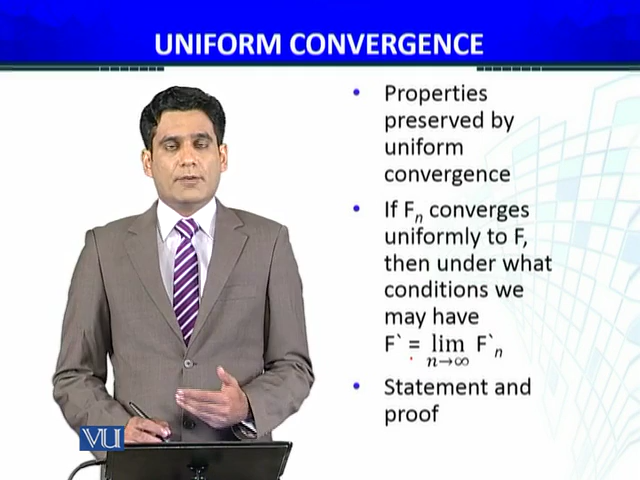 UNIFORM CONVERGENCE
• Properties
preserved by
uniform
convergence
• If Fₙ converges
uniformly to F,
then under what
conditions we
may have
F` = lim F`ₙ
n→∞
• Statement and
proof
VU